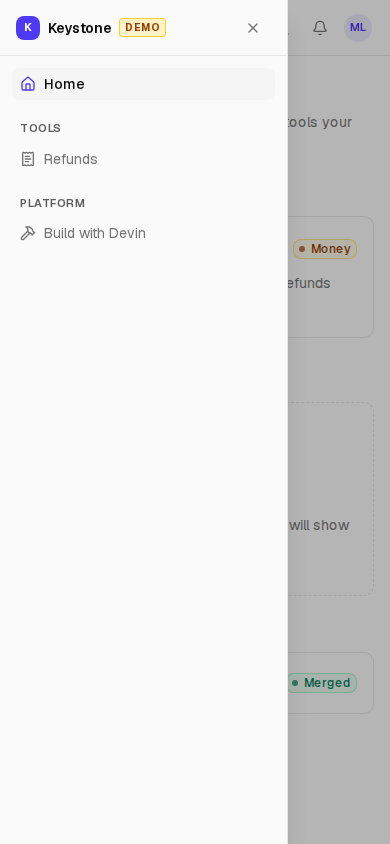 K Keystone DEMO
ML
Home
tools your
TOOLS
Refunds
PLATFORM
Build with Devin
Money
efunds
will show
Merged